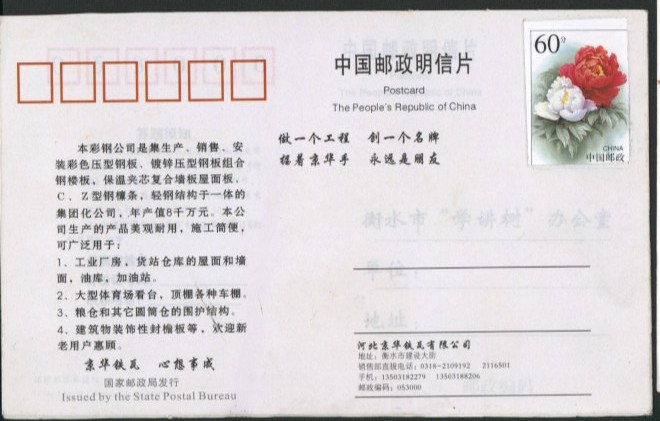 中国邮政明信片
Postcard
The People's Republic of China
60分
CHINA
中国邮政
做一个工程 创一个名牌
握着京华手 永远是朋友
本彩钢公司是集生产、销售、安
装彩色压型钢板、镀锌压型钢板组合
钢楼板，保温夹芯复合墙板屋面板、
C、Z型钢檩条，轻钢结构于一体的
集团化公司，年产值8千万元。本公
司生产的产品美观耐用，施工简便，
可广泛用于：
1、工业厂房，货站仓库的屋面和墙
面，油库，加油站。
2、大型体育场看台，顶棚各种车棚。
3、粮仓和其它圆筒仓的围护结构。
4、建筑物装饰性封檐板等，欢迎新
老用户惠顾。
京华铁瓦 心想事成
国家邮政局发行
Issued by the State Postal Bureau
河北京华铁瓦有限公司
地址：衡水市建设大街
销售部直拨电话：0318-2109192 2116501
手机：13503182279 13503188206
邮政编码：053000